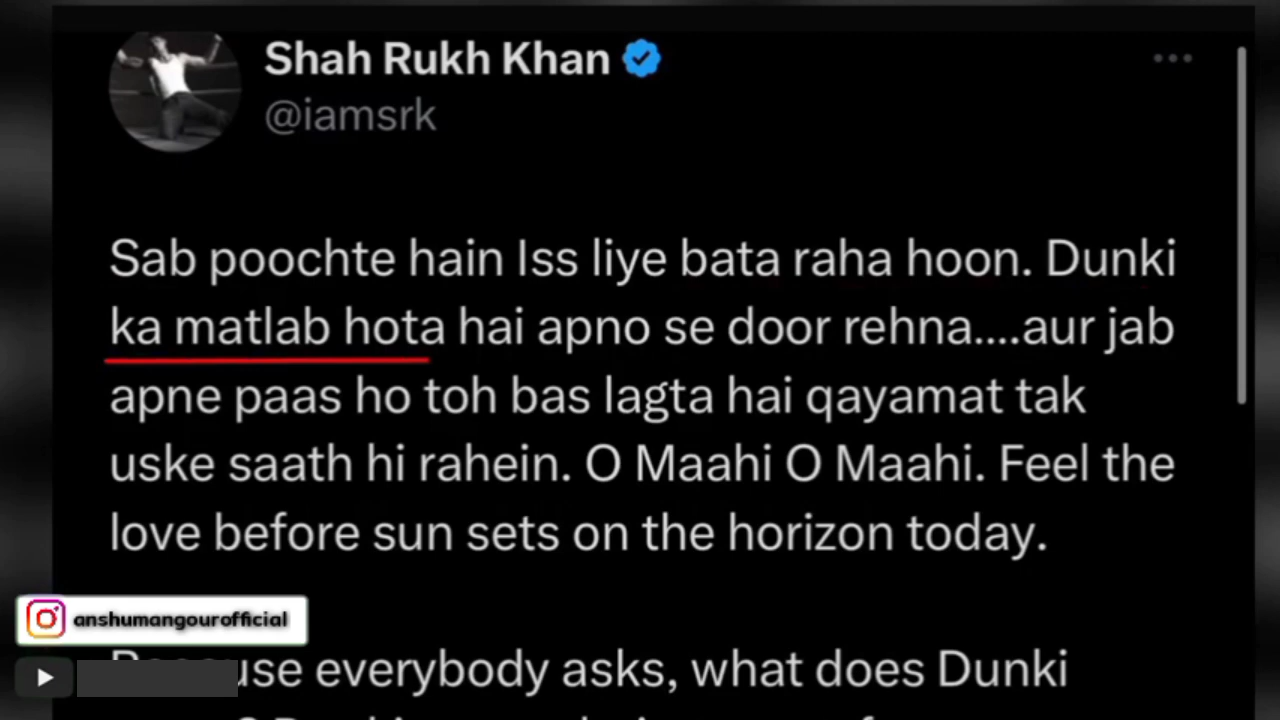 Shah Rukh Khan
@iamsrk
Sab poochte hain Iss liye bata raha hoon. Dunki
ka matlab hota hai apno se door rehna....aur jab
apne paas ho toh bas lagta hai qayamat tak
uske saath hi rahein. O Maahi O Maahi. Feel the
love before sun sets on the horizon today.
anshumangourofficial
everybody asks, what does Dunki